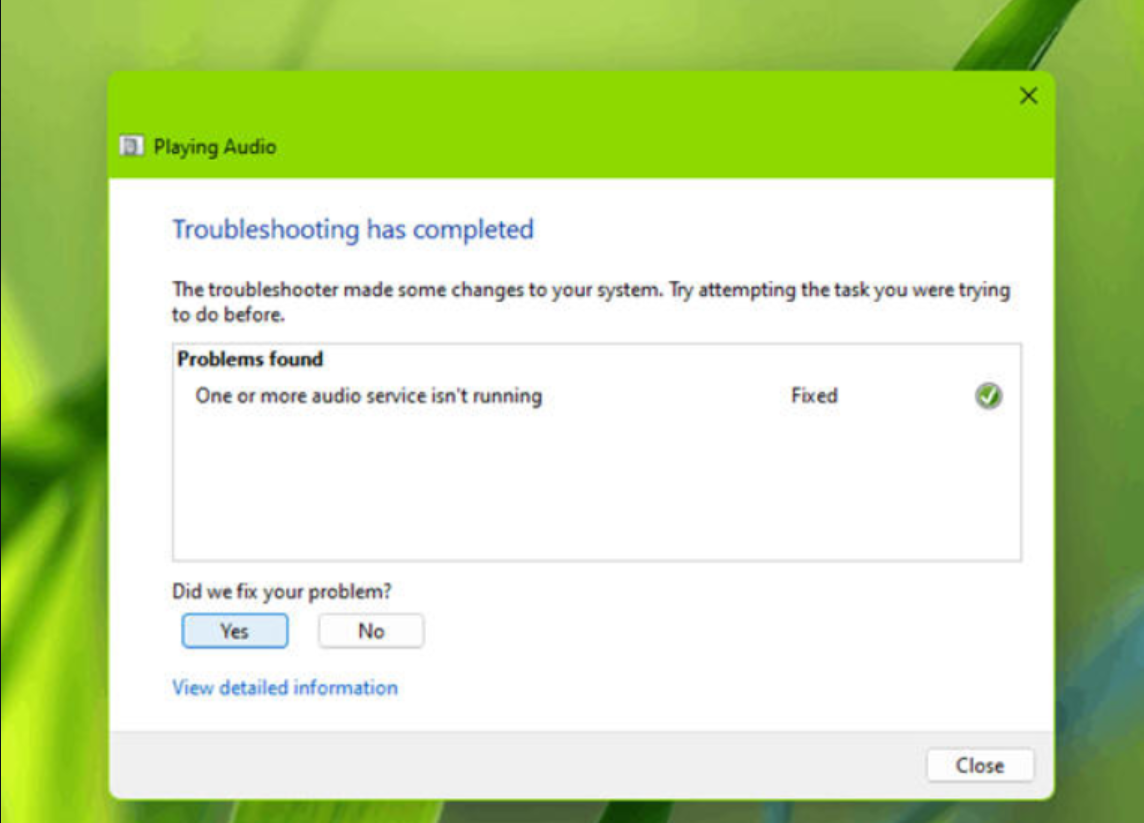 Playing Audio
Troubleshooting has completed
The troubleshooter made some changes to your system. Try attempting the task you were trying
to do before.
Problems found
One or more audio service isn't running Fixed
Did we fix your problem?
Yes No
View detailed information
Close